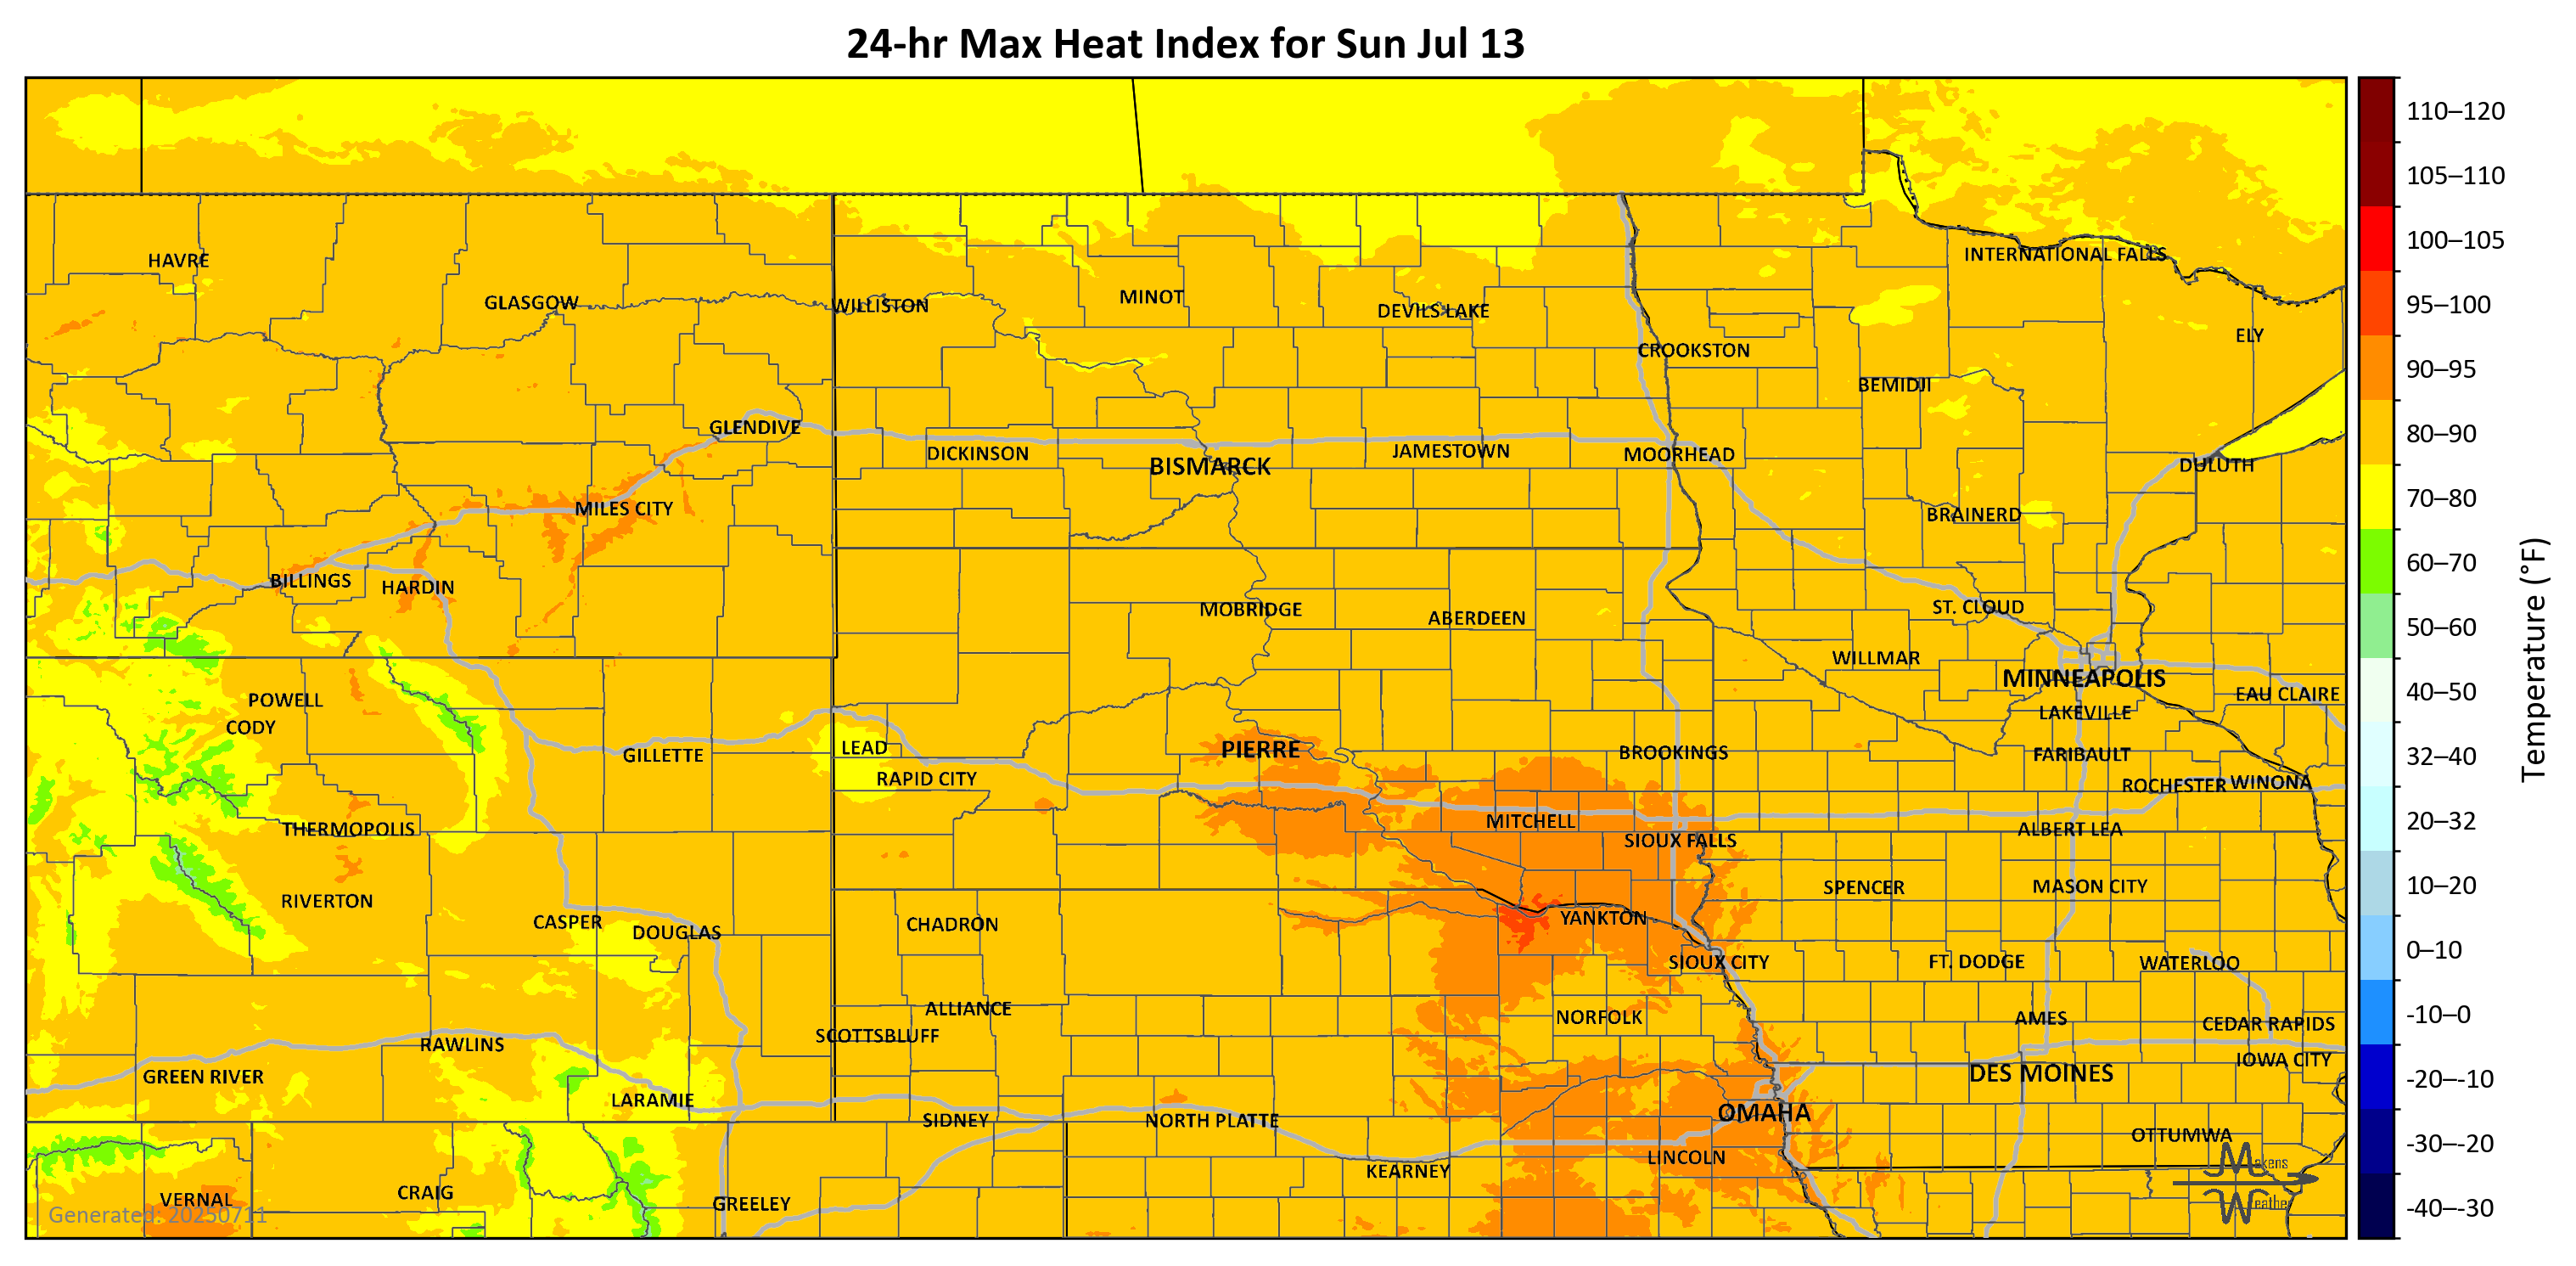 24-hr Max Heat Index for Sun Jul 13
110–120
105–110
HAVRE
INTERNATIONAL FALLS
100–105
GLASGOW
WILLISTON
MINOT
DEVILS LAKE
95–100
ELY
CROOKSTON
90–95
BEMIDJI
GLENDIVE
DICKINSON
BISMARCK
JAMESTOWN
MOORHEAD
DULUTH
80–90
MILES CITY
BRAINERD
70–80
BILLINGS
HARDIN
60–70
MOBRIDGE
ABERDEEN
ST. CLOUD
50–60
WILLMAR
MINNEAPOLIS
POWELL
EAU CLAIRE
40–50
CODY
LAKEVILLE
Temperature (°F)
GILLETTE
LEAD
PIERRE
BROOKINGS
FARIBAULT
32–40
RAPID CITY
ROCHESTER
WINONA
THERMOPOLIS
MITCHELL
SIOUX FALLS
ALBERT LEA
20–32
RIVERTON
SPENCER
MASON CITY
10–20
CASPER
DOUGLAS
CHADRON
YANKTON
SIOUX CITY
FT. DODGE
WATERLOO
0–10
ALLIANCE
SCOTTSBLUFF
NORFOLK
AMES
CEDAR RAPIDS
-10–0
RAWLINS
GREEN RIVER
IOWA CITY
DES MOINES
-20–-10
LARAMIE
SIDNEY
NORTH PLATTE
OMAHA
OTTUMWA
-30–-20
KEARNEY
LINCOLN
Makens
Weather
VERNAL
CRAIG
GREELEY
-40–-30
Generated: 20250711